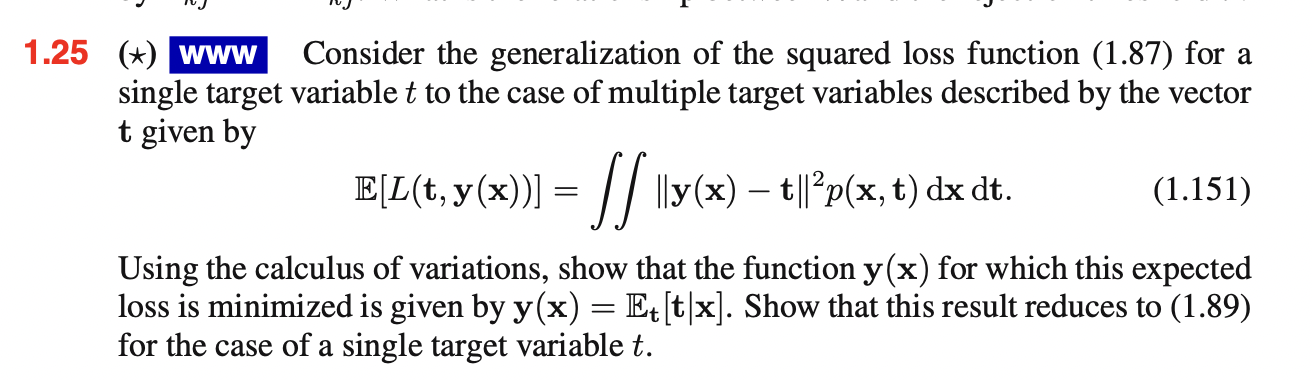 1.25 (⋆) www Consider the generalization of the squared loss function (1.87) for a
single target variable t to the case of multiple target variables described by the vector
t given by
𝔼[L(t, y(x))] = ∬ ‖y(x) − t‖²p(x, t) dx dt. (1.151)
Using the calculus of variations, show that the function y(x) for which this expected
loss is minimized is given by y(x) = 𝔼ₜ[t|x]. Show that this result reduces to (1.89)
for the case of a single target variable t.